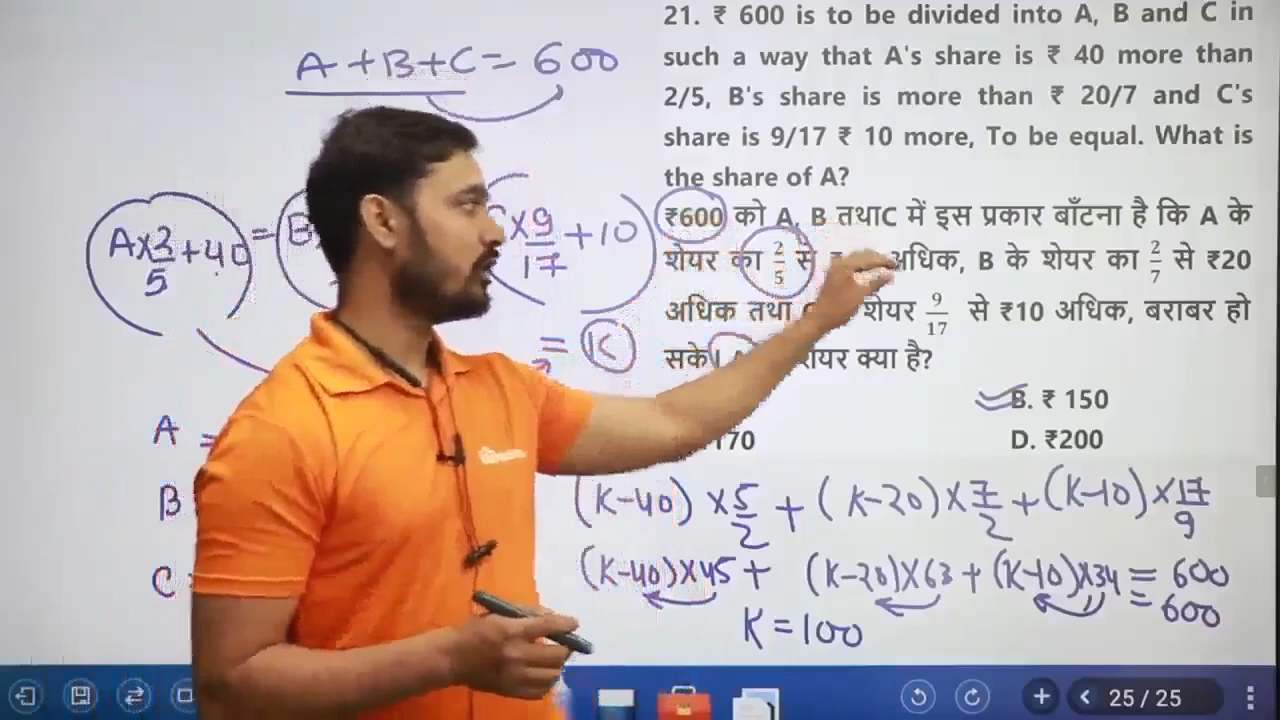 21. ₹ 600 is to be divided into A, B and C in
such a way that A's share is ₹ 40 more than
2/5, B's share is more than ₹ 20/7 and C's
share is 9/17 ₹ 10 more, To be equal. What is
the share of A?
₹600 को A, B तथाC में इस प्रकार बाँटना है कि A के
शेयर का 2/5 से अधिक, B के शेयर का 2/7 से ₹20
अधिक तथा शेयर 9/17 से ₹10 अधिक, बराबर हो
सके। शेयर क्या है?
B. ₹ 150
170
D. ₹200
A+B+C=600
A×2/5+40 = B ×9/17+10
= K
A =
B
C
(K-40)×5/2+(K-20)×7/2+(K-10)×17/9
(K-40)×45+ (K-20)×63+(K-10)×34=600
=600
K=100
25 / 25